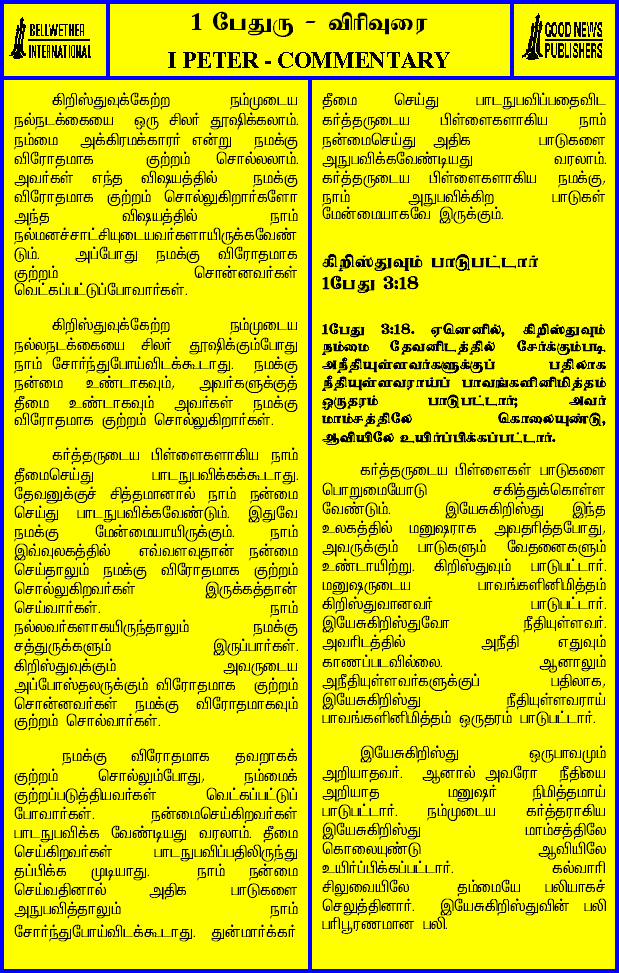 BELLWETHER
INTERNATIONAL
1 பேதுரு - விரிவுரை
I PETER - COMMENTARY
GOOD NEWS
PUBLISHERS
கிறிஸ்துவுக்கேற்ற நம்முடைய
நல்நடக்கையை ஒரு சிலர் தூஷிக்கலாம்.
நம்மை அக்கிரமக்காரர் என்று நமக்கு
விரோதமாக குற்றம் சொல்லலாம்.
அவர்கள் எந்த விஷயத்தில் நமக்கு
விரோதமாக குற்றம் சொல்லுகிறார்களோ
அந்த விஷயத்தில் நாம்
நல்மனச்சாட்சியுடையவர்களாயிருக்கவேண்
டும். அப்போது நமக்கு விரோதமாக
குற்றம் சொன்னவர்கள்
வெட்கப்பட்டுப்போவார்கள்.
கிறிஸ்துவுக்கேற்ற நம்முடைய
நல்லநடக்கையை சிலர் தூஷிக்கும்போது
நாம் சோர்ந்துபோய்விடக்கூடாது. நமக்கு
நன்மை உண்டாகவும், அவர்களுக்குத்
தீமை உண்டாகவும் அவர்கள் நமக்கு
விரோதமாக குற்றம் சொல்லுகிறார்கள்.
கர்த்தருடைய பிள்ளைகளாகிய நாம்
தீமைசெய்து பாடநுபவிக்கக்கூடாது.
தேவனுக்குச் சித்தமானால் நாம் நன்மை
செய்து பாடநுபவிக்கவேண்டும். இதுவே
நமக்கு மேன்மையாயிருக்கும். நாம்
இவ்வுலகத்தில் எவ்வளவுதான் நன்மை
செய்தாலும் நமக்கு விரோதமாக குற்றம்
சொல்லுகிறவர்கள் இருக்கத்தான்
செய்வார்கள். நாம்
நல்லவர்களாகயிருந்தாலும் நமக்கு
சத்துருக்களும் இருப்பார்கள்.
கிறிஸ்துவுக்கும் அவருடைய
அப்போஸ்தலருக்கும் விரோதமாக குற்றம்
சொன்னவர்கள் நமக்கு விரோதமாகவும்
குற்றம் சொல்வார்கள்.
நமக்கு விரோதமாக தவறாகக்
குற்றம் சொல்லும்போது, நம்மைக்
குற்றப்படுத்தியவர்கள் வெட்கப்பட்டுப்
போவார்கள். நன்மைசெய்கிறவர்கள்
பாடநுபவிக்க வேண்டியது வரலாம். தீமை
செய்கிறவர்கள் பாடநுபவிப்பதிலிருந்து
தப்பிக்க முடியாது. நாம் நன்மை
செய்வதினால் அதிக பாடுகளை
அநுபவித்தாலும் நாம்
சோர்ந்துபோய்விடக்கூடாது. துன்மார்க்கர்
தீமை செய்து பாடநுபவிப்பதைவிட
கர்த்தருடைய பிள்ளைகளாகிய நாம்
நன்மைசெய்து அதிக பாடுகளை
அநுபவிக்கவேண்டியது வரலாம்.
கர்த்தருடைய பிள்ளைகளாகிய நமக்கு,
நாம் அநுபவிக்கிற பாடுகள்
மேன்மையாகவே இருக்கும்.
கிறிஸ்துவும் பாடுபட்டார்
1பேது 3:18
1பேது 3:18. ஏனெனில், கிறிஸ்துவும்
நம்மை தேவனிடத்தில் சேர்க்கும்படி
அநீதியுள்ளவர்களுக்குப் பதிலாக
நீதியுள்ளவராய்ப் பாவங்களினிமித்தம்
ஒருதரம் பாடுபட்டார்; அவர்
மாம்சத்திலே கொலையுண்டு,
ஆவியிலே உயிர்ப்பிக்கப்பட்டார்.
கர்த்தருடைய பிள்ளைகள் பாடுகளை
பொறுமையோடு சகித்துக்கொள்ள
வேண்டும். இயேசுகிறிஸ்து இந்த
உலகத்தில் மனுஷராக அவதரித்தபோது,
அவருக்கும் பாடுகளும் வேதனைகளும்
உண்டாயிற்று. கிறிஸ்துவும் பாடுபட்டார்.
மனுஷருடைய பாவங்களினிமித்தம்
கிறிஸ்துவானவர் பாடுபட்டார்.
இயேசுகிறிஸ்துவோ நீதியுள்ளவர்.
அவரிடத்தில் அநீதி எதுவும்
காணப்படவில்லை. ஆனாலும்
அநீதியுள்ளவர்களுக்குப் பதிலாக,
இயேசுகிறிஸ்து நீதியுள்ளவராய்
பாவங்களினிமித்தம் ஒருதரம் பாடுபட்டார்.
இயேசுகிறிஸ்து ஒருபாவமும்
அறியாதவர். ஆனால் அவரோ நீதியை
அறியாத மனுஷர் நிமித்தமாய்
பாடுபட்டார். நம்முடைய கர்த்தராகிய
இயேசுகிறிஸ்து மாம்சத்திலே
கொலையுண்டு ஆவியிலே
உயிர்ப்பிக்கப்பட்டார். கல்வாரி
சிலுவையிலே தம்மையே பலியாகச்
செலுத்தினார். இயேசுகிறிஸ்துவின் பலி
பரிபூரணமான பலி.